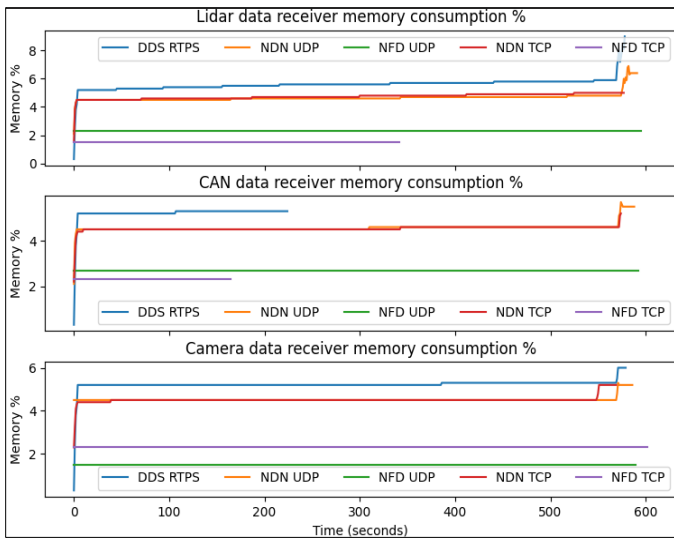 Lidar data receiver memory consumption %
DDS RTPS NDN UDP NFD UDP NDN TCP NFD TCP
Memory %
8
6
4
2
0
CAN data receiver memory consumption %
Memory %
4
2
DDS RTPS NDN UDP NFD UDP NDN TCP NFD TCP
Camera data receiver memory consumption %
Memory %
6
4
2
DDS RTPS NDN UDP NFD UDP NDN TCP NFD TCP
0 100 200 300 400 500 600
Time (seconds)